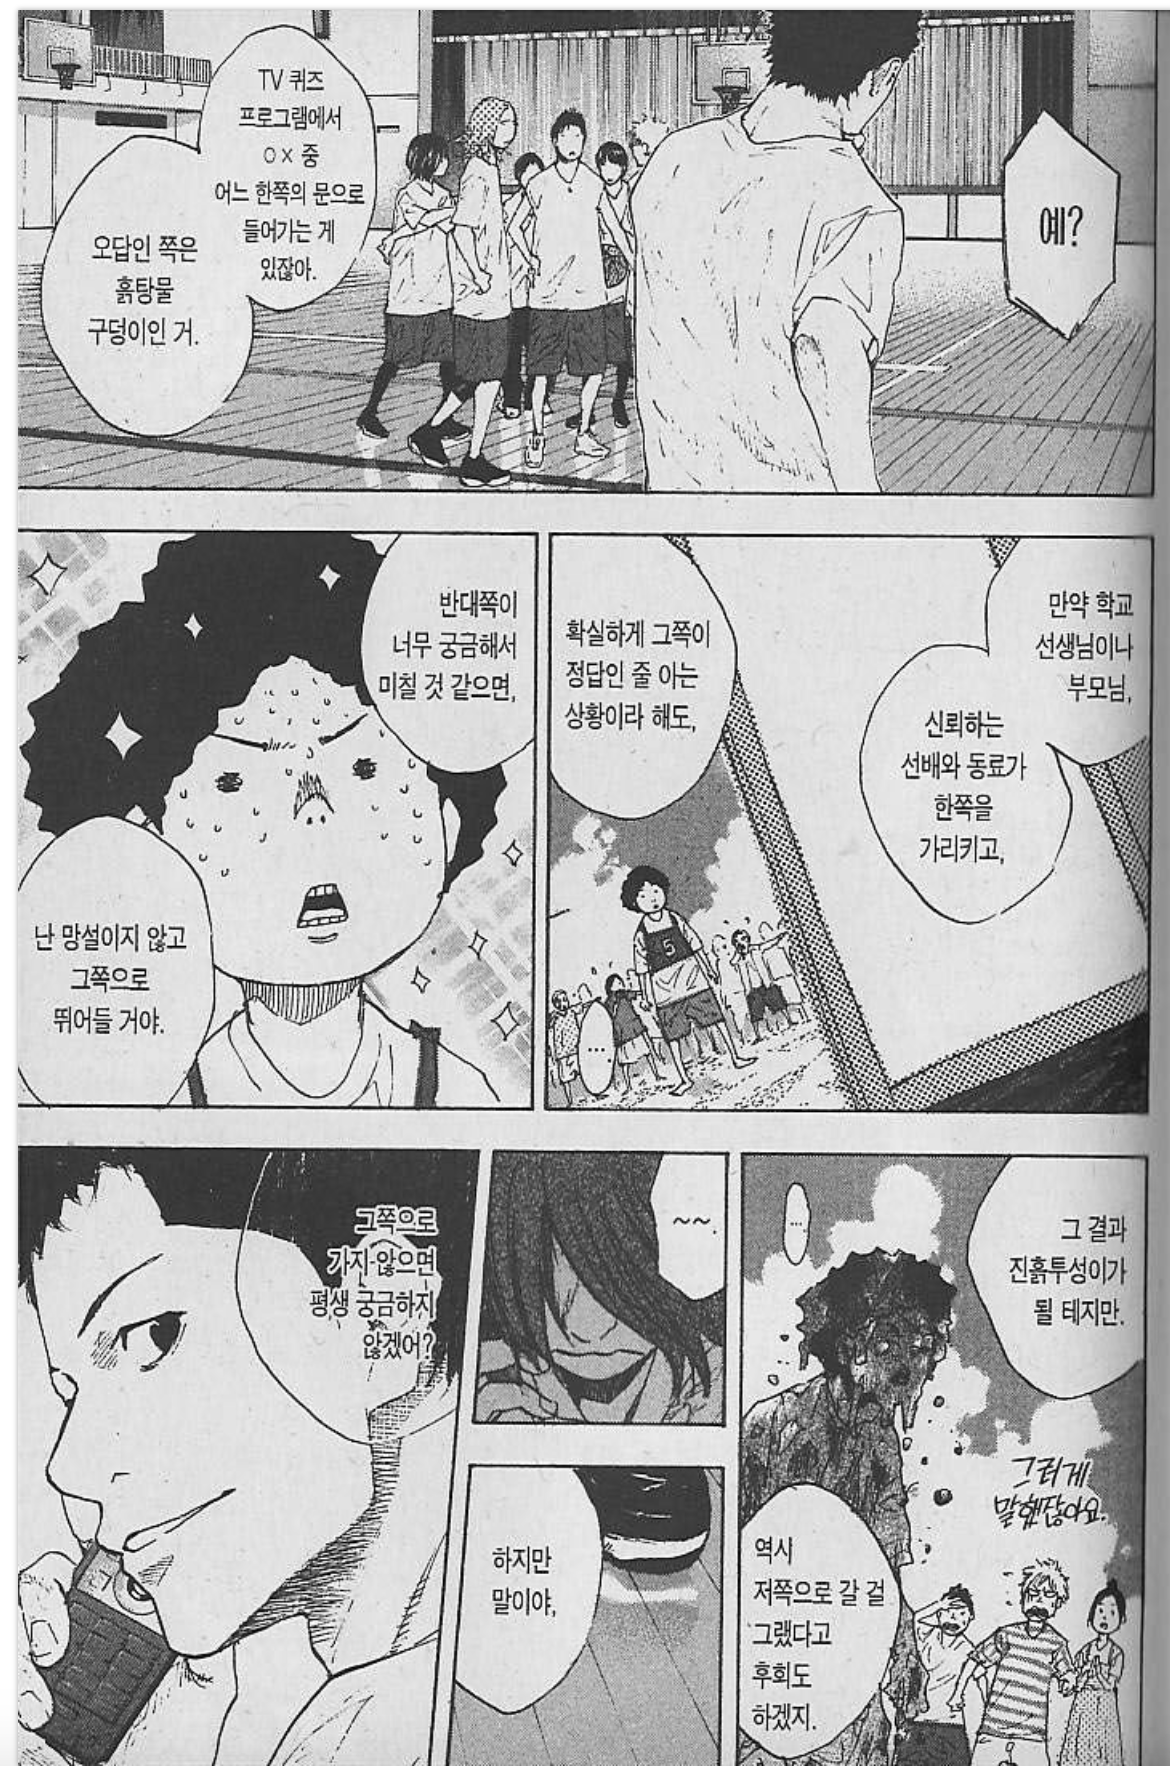 예?
TV 퀴즈
프로그램에서
○× 중
어느 한쪽의 문으로
들어가는 게
있잖아.
오답인 쪽은
흙탕물
구덩이인 거.
만약 학교
선생님이나
부모님,
신뢰하는
선배와 동료가
한쪽을
가리키고,
확실하게 그쪽이
정답인 줄 아는
상황이라 해도,
....
반대쪽이
너무 궁금해서
미칠 것 같으면,
난 망설이지 않고
그쪽으로
뛰어들 거야.
그 결과
진흙투성이가
될 테지만.
...
그러게
말했잖아요.
역시
저쪽으로 갈 걸
그랬다고
후회도
하겠지.
~~.
하지만
말이야,
그쪽으로
가지 않으면
평생 궁금하지
않겠어?
5